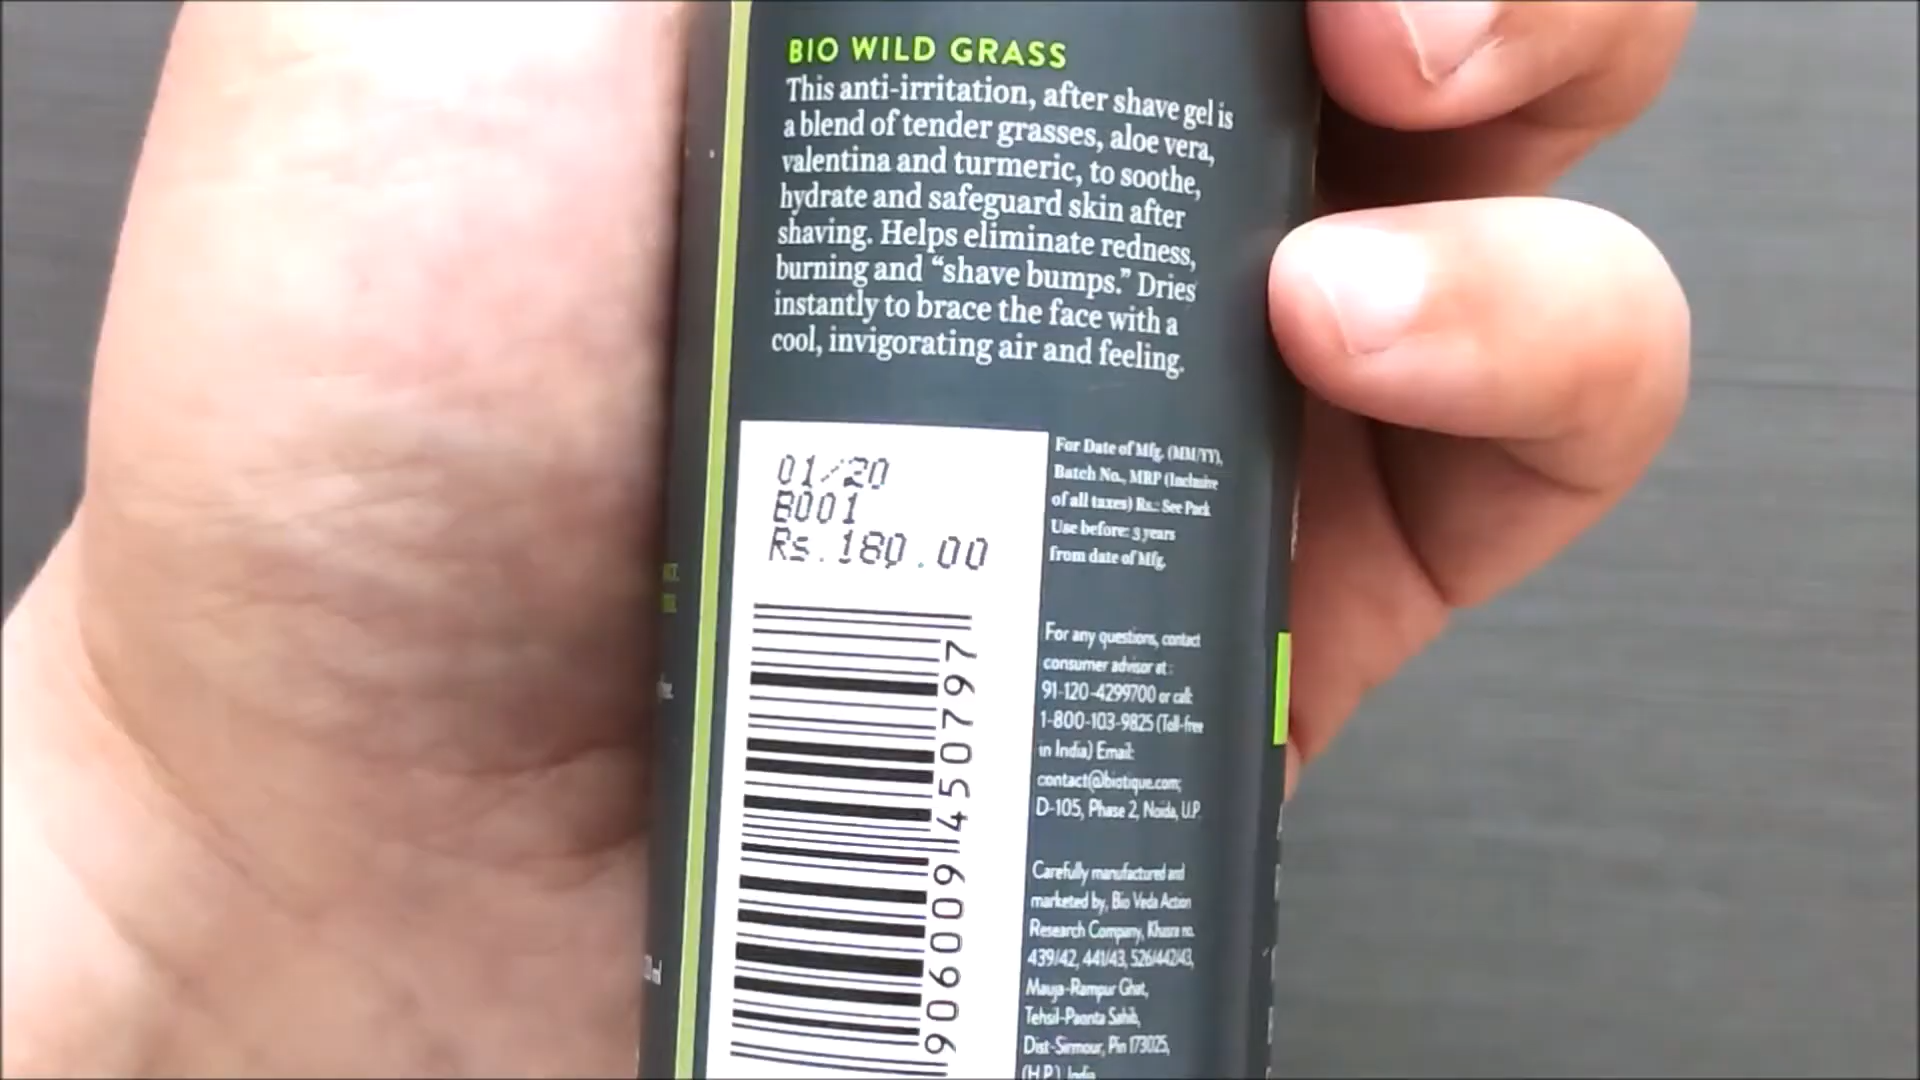 BIO WILD GRASS
This anti-irritation, after shave gel is
a blend of tender grasses, aloe vera,
valentina and turmeric, to soothe,
hydrate and safeguard skin after
shaving. Helps eliminate redness,
burning and “shave bumps.” Dries
instantly to brace the face with a
cool, invigorating air and feeling.
01/20
B001
Rs.180.00
For Date of Mfg. (MM/YY),
Batch No., MRP (Inclusive
of all taxes) Rs.: See Pack
Use before: 3 years
from date of Mfg.
For any questions, contact
consumer advisor at :
91-120-4299700 or call:
1-800-103-9825 (Toll-free
in India) Email:
contact@biotique.com;
D-105, Phase 2, Noida, U.P.
Carefully manufactured and
marketed by, Bio Veda Action
Research Company, Khasra no.
439/42, 441/43, 526/442/43,
Mauja-Rampur Ghat,
Tehsil-Paonta Sahib,
Dist-Sirmour, Pin 173025,
(H.P.) India
906009 450797